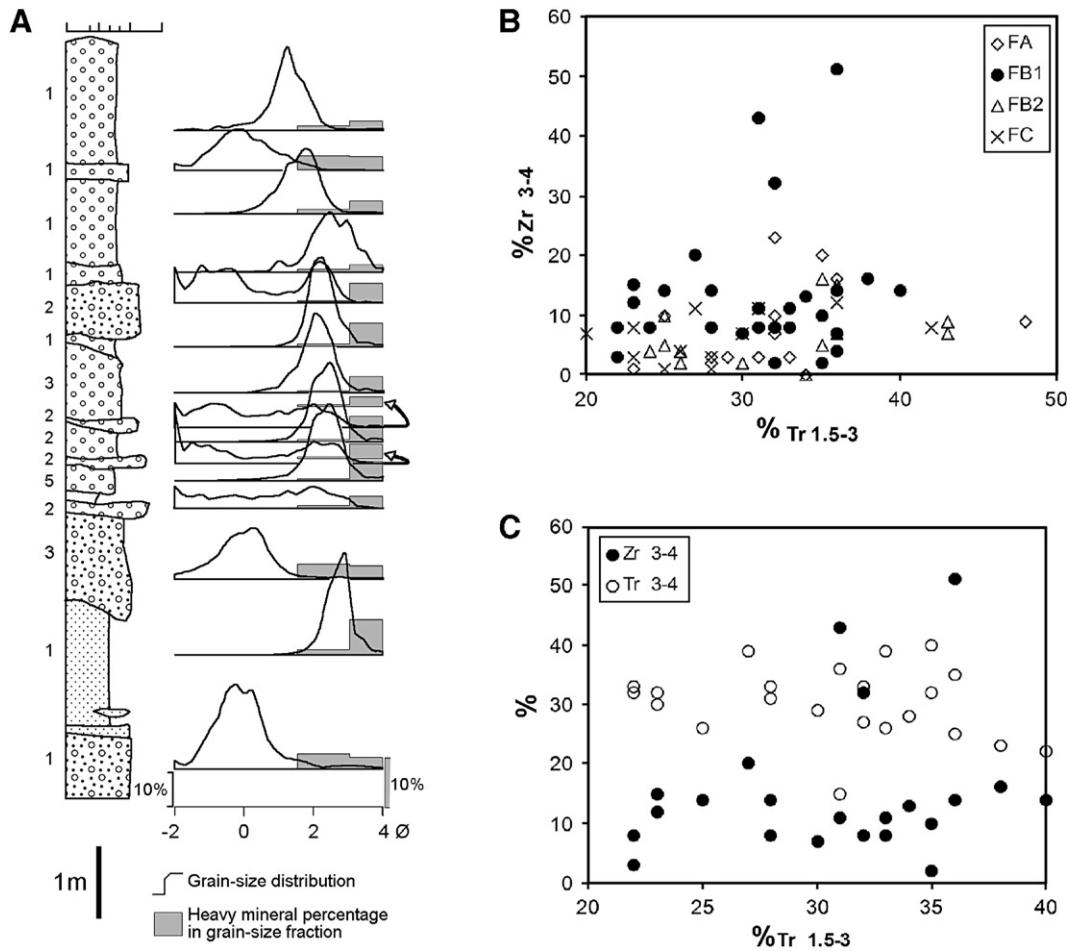 A
1
1
1
1
2
1
3
2
2
2
5
2
3
1
1
10%
10%
-2 0 2 4 Ø
1m
Grain-size distribution
Heavy mineral percentage
in grain-size fraction
B
60
50
40
30
20
10
0
%Zr 3-4
FA
FB1
FB2
FC
20 30 40 50
% Tr 1.5-3
C
60
50
40
30
20
10
0
%
Zr 3-4
Tr 3-4
20 25 30 35 40
%Tr 1.5-3